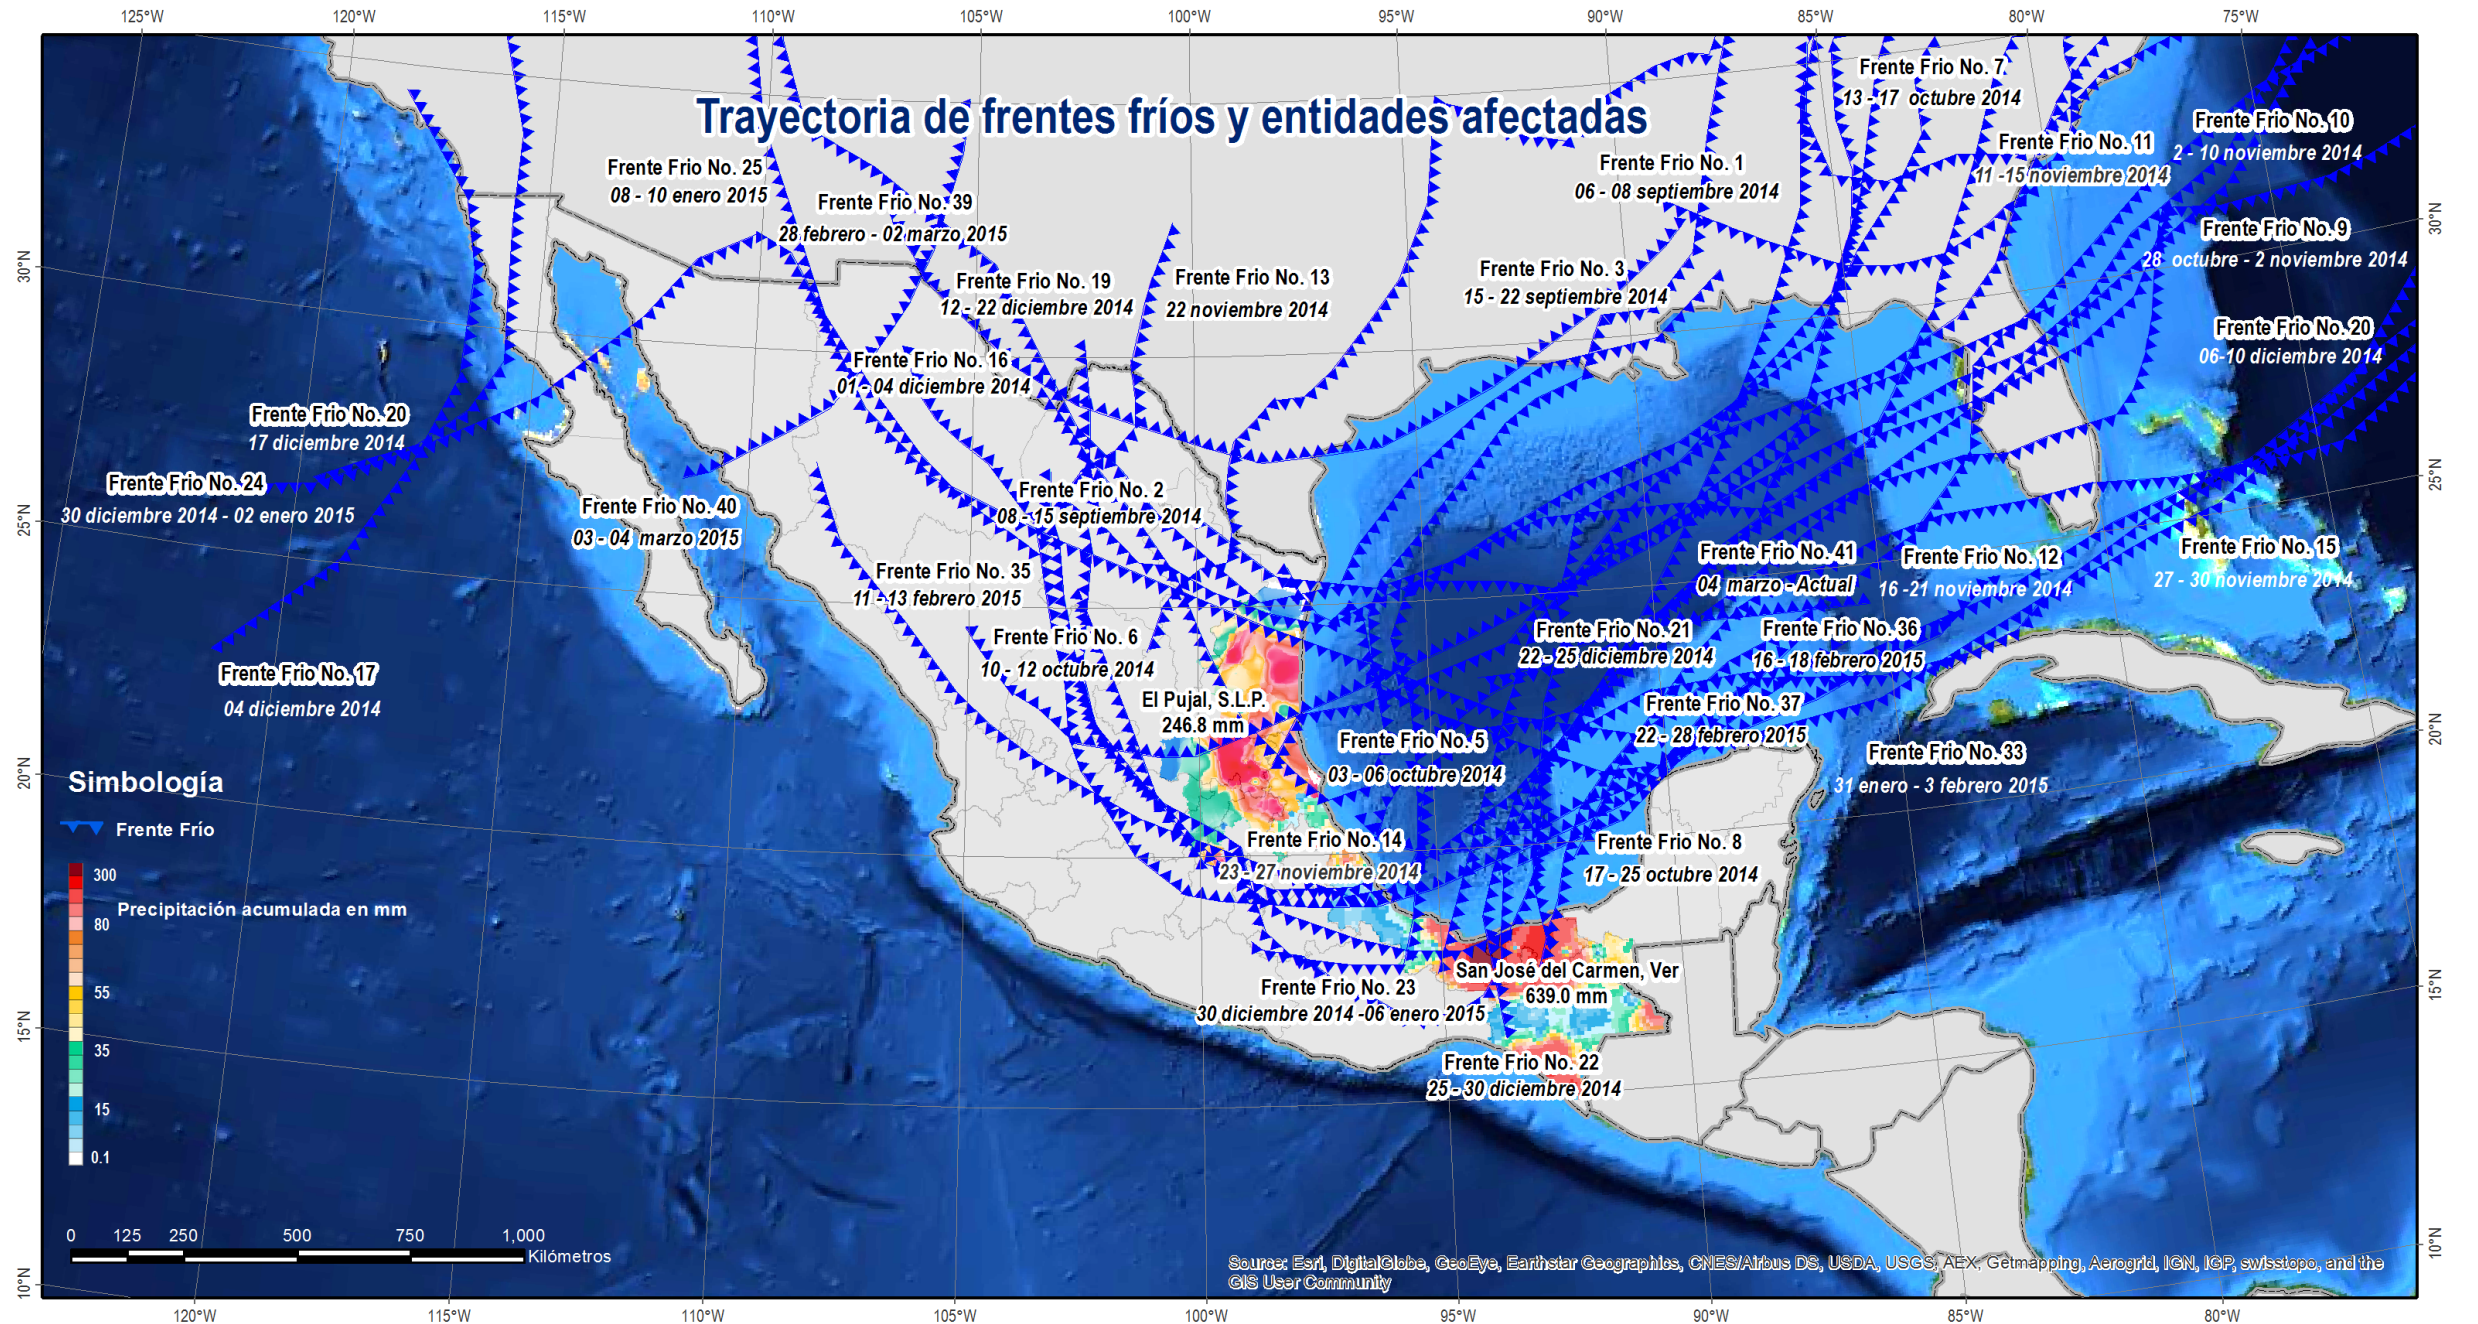 125°W 120°W 115°W 110°W 105°W 100°W 95°W 90°W 85°W 80°W 75°W
Trayectoria de frentes fríos y entidades afectadas
Frente Frio No. 7
13 - 17 octubre 2014
Frente Frio No. 10
2 - 10 noviembre 2014
Frente Frio No. 11
11 -15 noviembre 2014
Frente Frio No. 1
06 - 08 septiembre 2014
Frente Frio No. 25
08 - 10 enero 2015
Frente Frio No. 39
28 febrero - 02 marzo 2015
Frente Frio No. 9
28 octubre - 2 noviembre 2014
Frente Frio No. 3
15 - 22 septiembre 2014
Frente Frio No. 19
12 - 22 diciembre 2014
Frente Frio No. 13
22 noviembre 2014
Frente Frio No. 20
06-10 diciembre 2014
Frente Frio No. 16
01 - 04 diciembre 2014
Frente Frio No. 20
17 diciembre 2014
Frente Frio No. 24
30 diciembre 2014 - 02 enero 2015
Frente Frio No. 40
03 - 04 marzo 2015
Frente Frio No. 2
08 - 15 septiembre 2014
Frente Frio No. 41
04 marzo - Actual
Frente Frio No. 12
16 -21 noviembre 2014
Frente Frio No. 15
27 - 30 noviembre 2014
Frente Frio No. 35
11 - 13 febrero 2015
Frente Frio No. 6
10 - 12 octubre 2014
Frente Frio No. 21
22 - 25 diciembre 2014
Frente Frio No. 36
16 - 18 febrero 2015
Frente Frio No. 17
04 diciembre 2014
El Pujal, S.L.P.
246.8 mm
Frente Frio No. 37
22 - 28 febrero 2015
Frente Frio No. 5
03 - 06 octubre 2014
Frente Frio No. 33
31 enero - 3 febrero 2015
Frente Frio No. 14
23 - 27 noviembre 2014
Frente Frio No. 8
17 - 25 octubre 2014
San José del Carmen, Ver
639.0 mm
Frente Frio No. 23
30 diciembre 2014 -06 enero 2015
Frente Frio No. 22
25 - 30 diciembre 2014
Simbología
Frente Frío
Precipitación acumulada en mm
300
80
55
35
15
0.1
0 125 250 500 750 1,000
Kilómetros
Source: Esri, DigitalGlobe, GeoEye, Earthstar Geographics, CNES/Airbus DS, USDA, USGS, AEX, Getmapping, Aerogrid, IGN, IGP, swisstopo, and the
GIS User Community
30°N
25°N
20°N
15°N
10°N
30°N
25°N
20°N
15°N
10°N
120°W 115°W 110°W 105°W 100°W 95°W 90°W 85°W 80°W